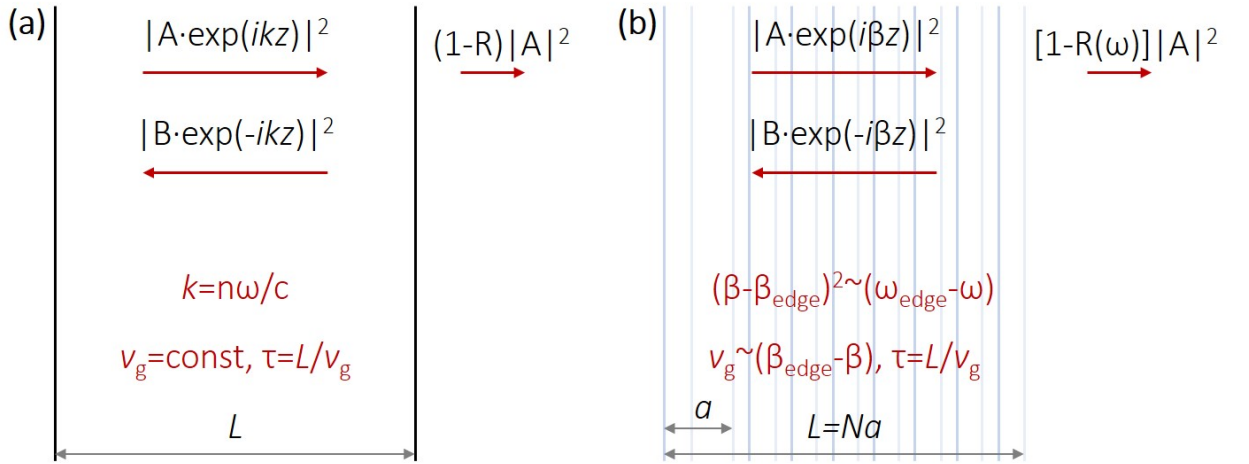 (a)
|A·exp(ikz)|²
(1-R)|A|²
|B·exp(-ikz)|²
k=nω/c
v_g=const, τ=L/v_g
L
(b)
|A·exp(iβz)|²
[1-R(ω)]|A|²
|B·exp(-iβz)|²
(β-β_edge)²~(ω_edge-ω)
v_g~(β_edge-β), τ=L/v_g
a
L=Na